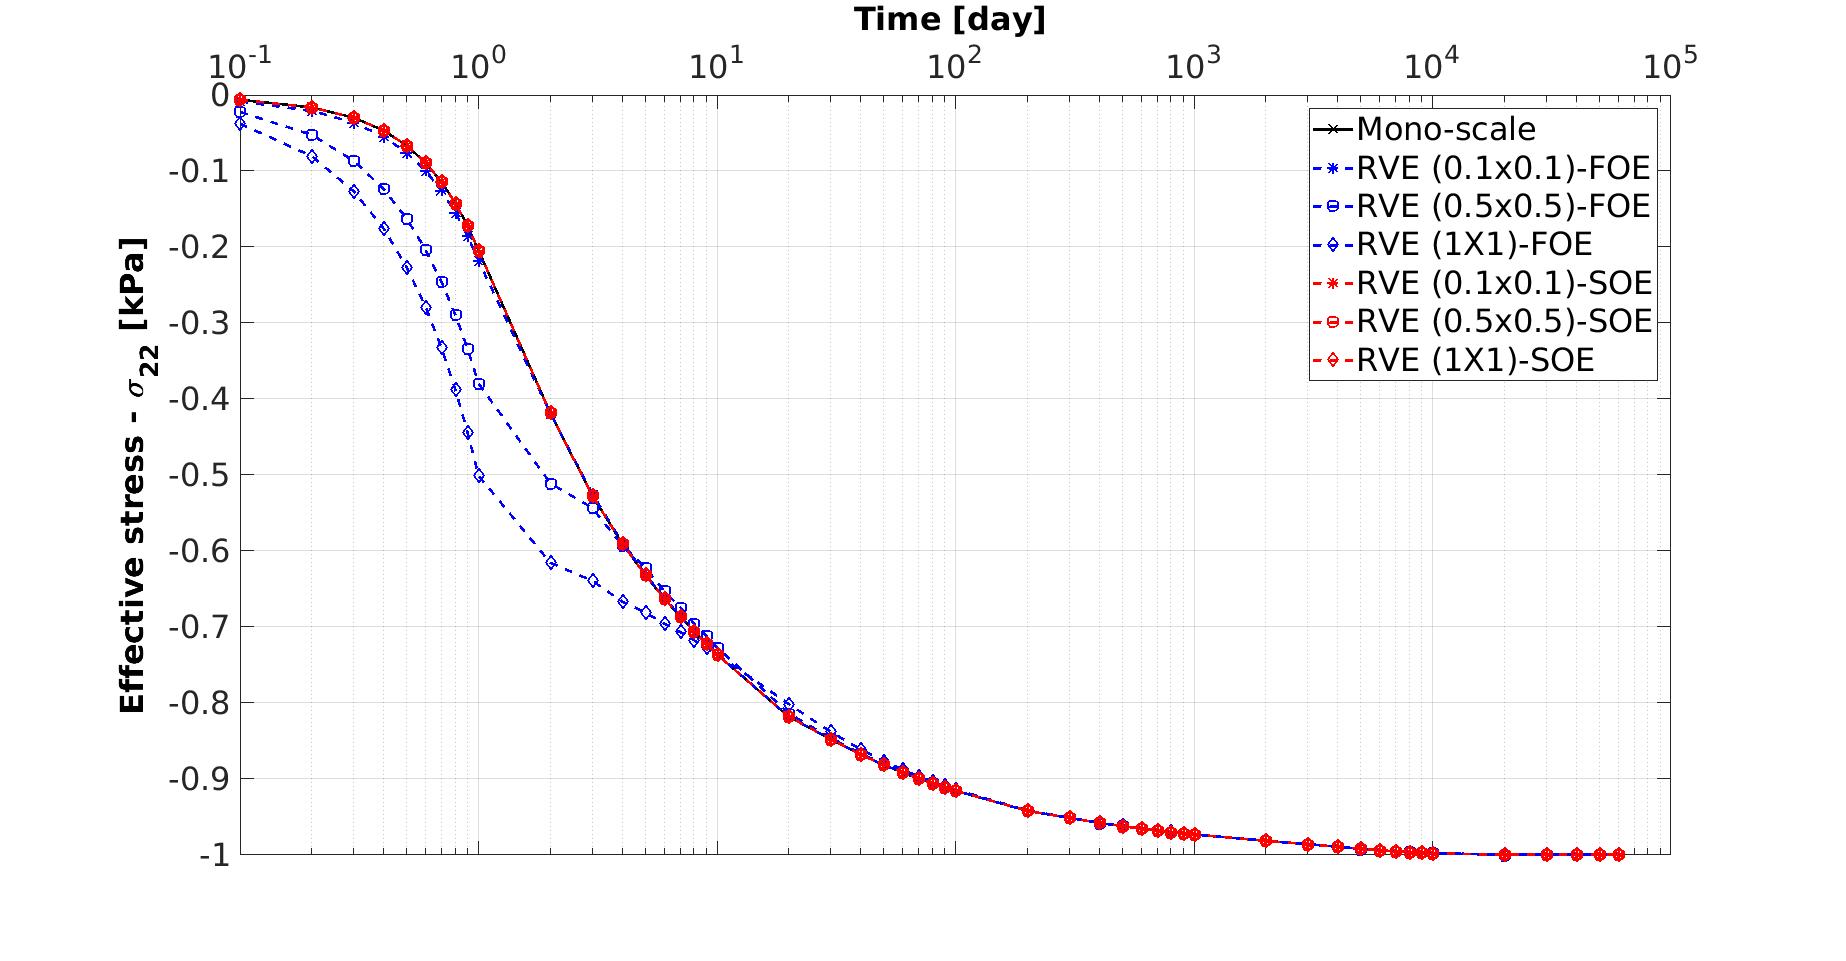 Time [day]
10^-1 10^0 10^1 10^2 10^3 10^4 10^5
Effective stress - σ_22 [kPa]
0
-0.1
-0.2
-0.3
-0.4
-0.5
-0.6
-0.7
-0.8
-0.9
-1
Mono-scale
RVE (0.1x0.1)-FOE
RVE (0.5x0.5)-FOE
RVE (1X1)-FOE
RVE (0.1x0.1)-SOE
RVE (0.5x0.5)-SOE
RVE (1X1)-SOE